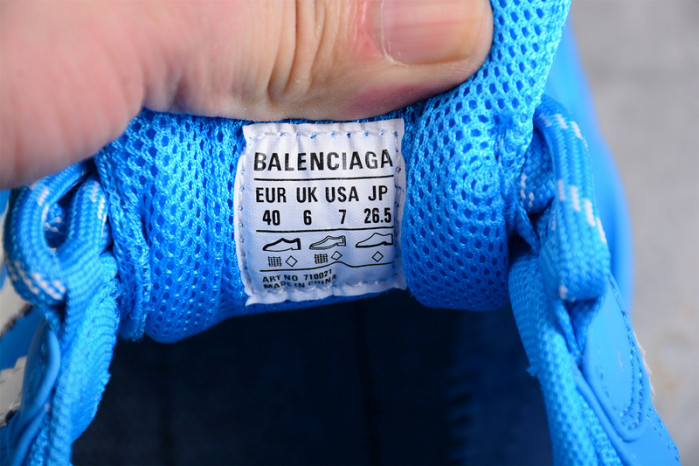 BALENCIAGA
EUR UK USA JP
40 6 7 26.5
ART NO 710021
MADE IN CHINA